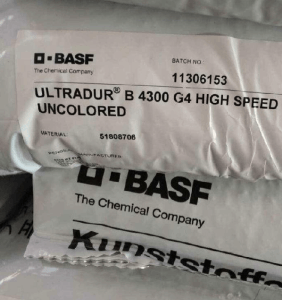 BASF
The Chemical Company
BATCH NO.
11306153
ULTRADUR® B 4300 G4 HIGH SPEED
UNCOLORED
MATERIAL:
51808706
BASF
The Chemical Company
Kunststoffe